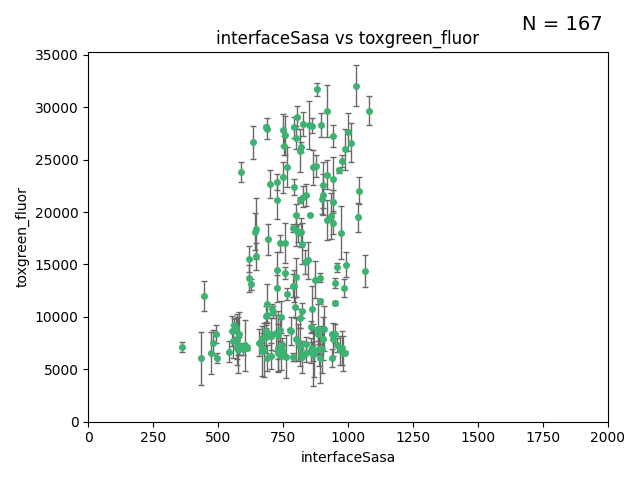 N = 167
interfaceSasa vs toxgreen_fluor
35000
30000
25000
20000
15000
10000
5000
0
toxgreen_fluor
0 250 500 750 1000 1250 1500 1750 2000
interfaceSasa